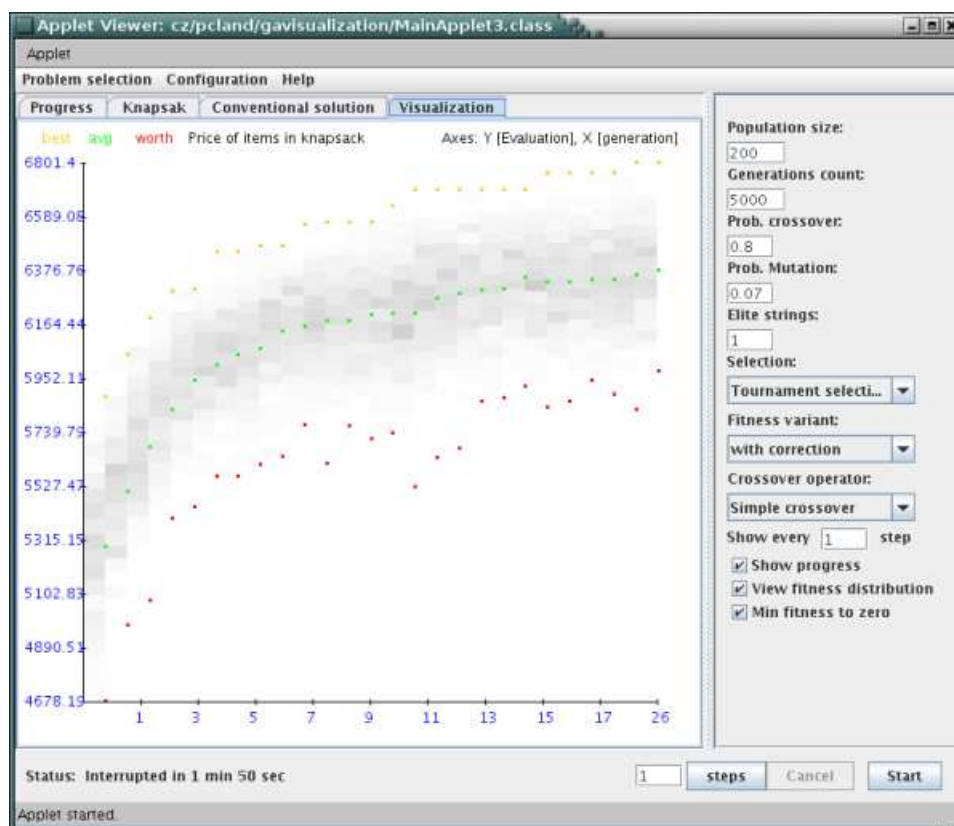 Applet Viewer: cz/pcland/gavisualization/MainApplet3.class
Applet
Problem selection Configuration Help
Progress Knapsak Conventional solution Visualization
best avg worth Price of items in knapsack Axes: Y [Evaluation], X [generation]
6801.4
6589.08
6376.76
6164.44
5952.11
5739.79
5527.47
5315.15
5102.83
4890.51
4678.19
1 3 5 7 9 11 13 15 17 26
Population size:
200
Generations count:
5000
Prob. crossover:
0.8
Prob. Mutation:
0.07
Elite strings:
1
Selection:
Tournament selecti...
Fitness variant:
with correction
Crossover operator:
Simple crossover
Show every 1 step
Show progress
View fitness distribution
Min fitness to zero
Status: Interrupted in 1 min 50 sec
1 steps Cancel Start
Applet started.